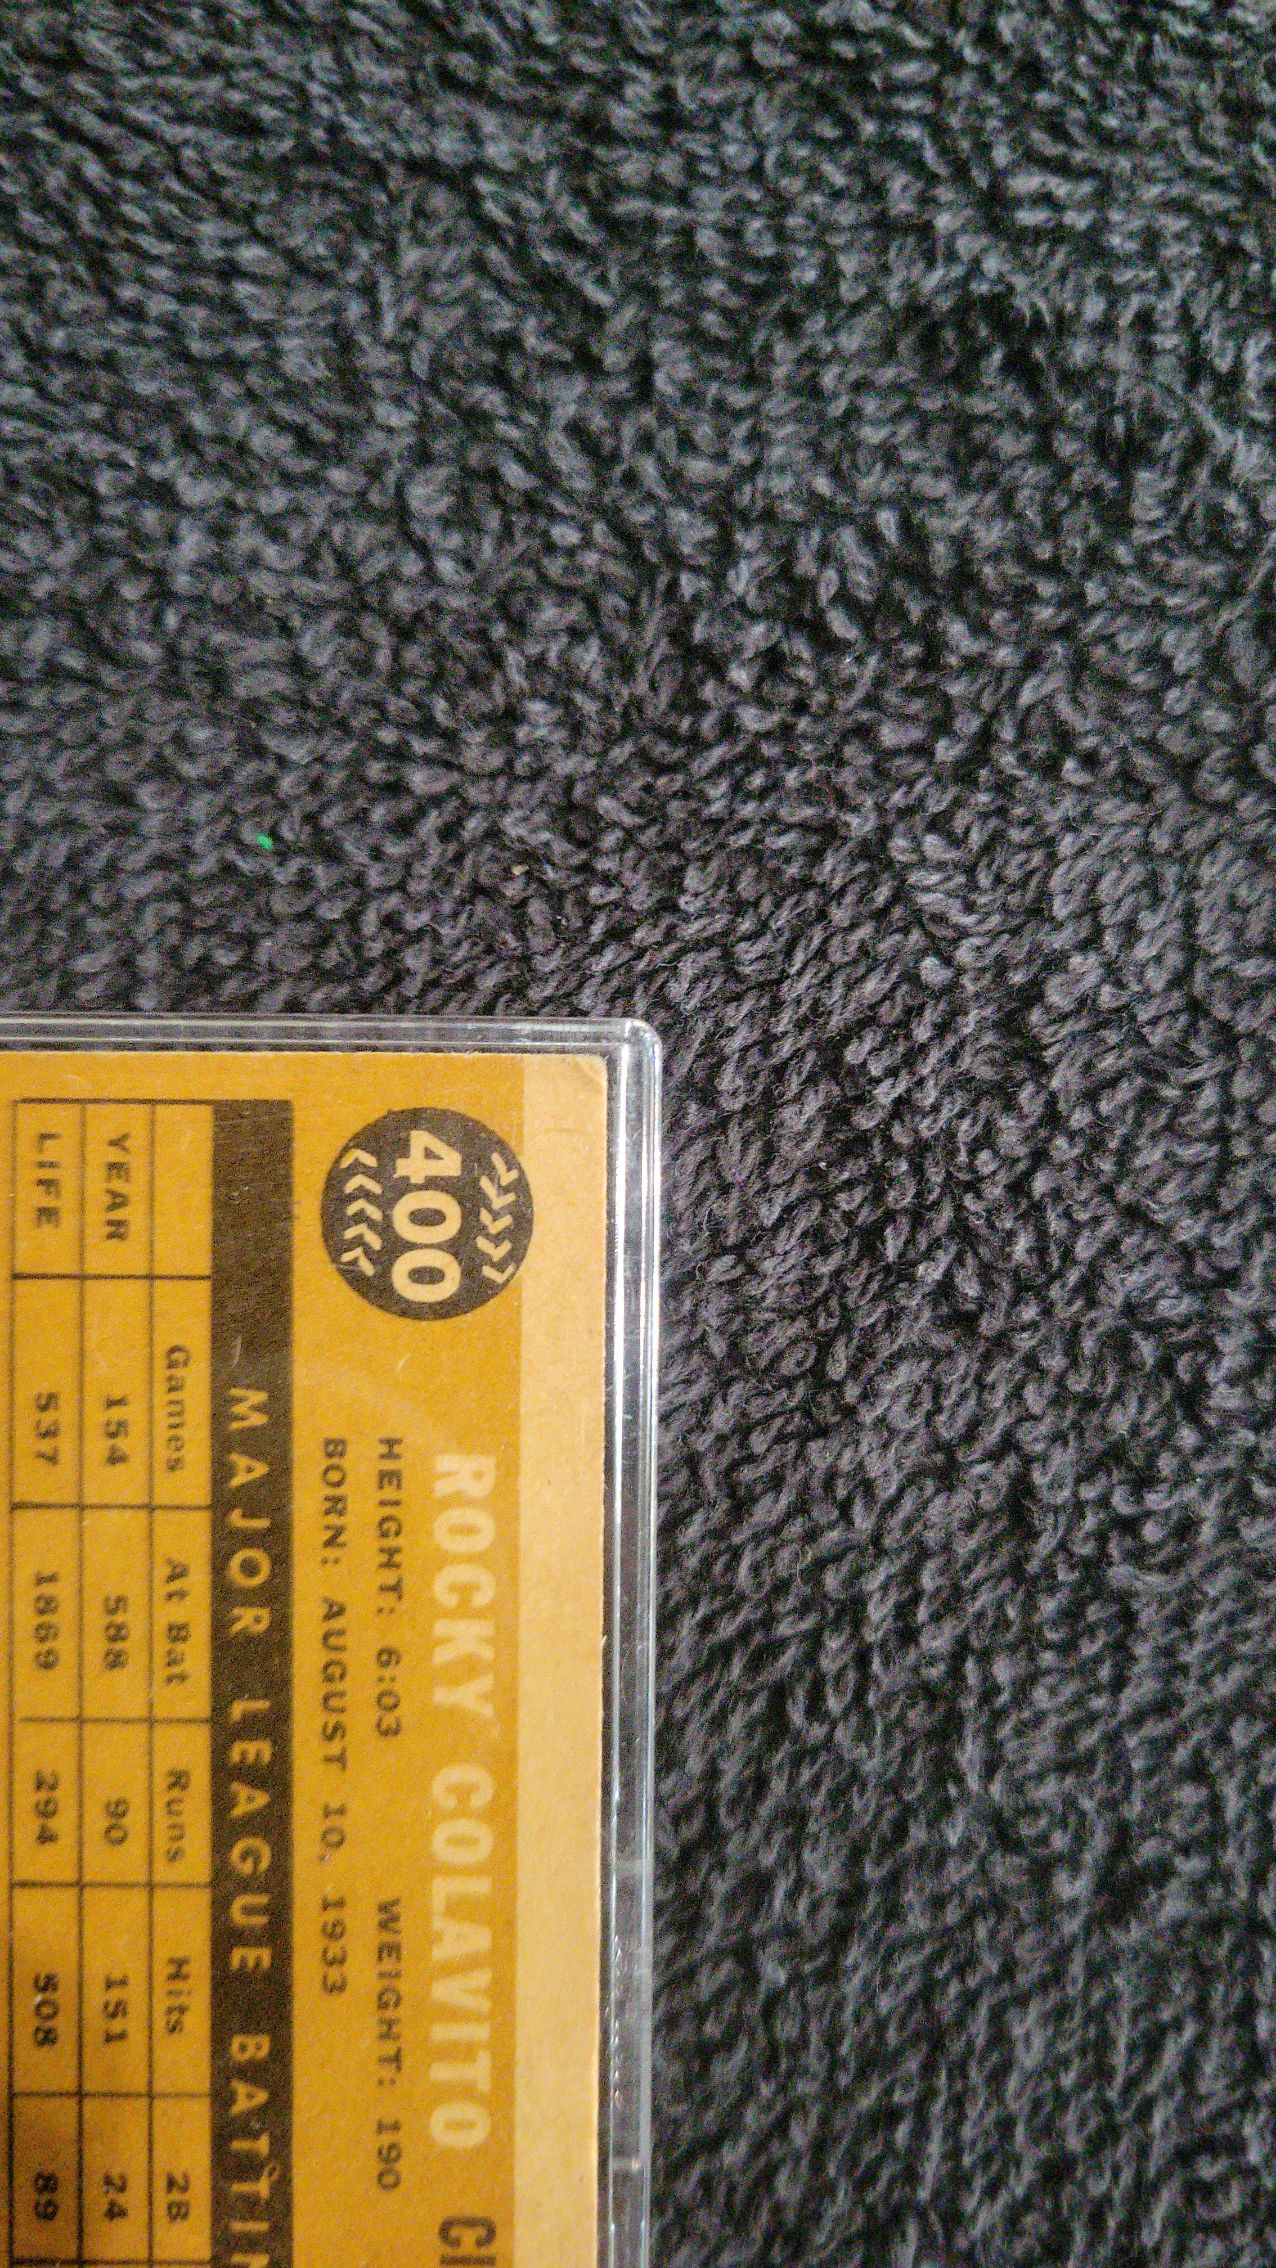 400
ROCKY COLAVITO
HEIGHT: 6:03 WEIGHT: 190
BORN: AUGUST 10, 1933
MAJOR LEAGUE
Games At Bat Runs Hits 2B
YEAR 154 588 90 151 24
LIFE 537 1869 294 508 89